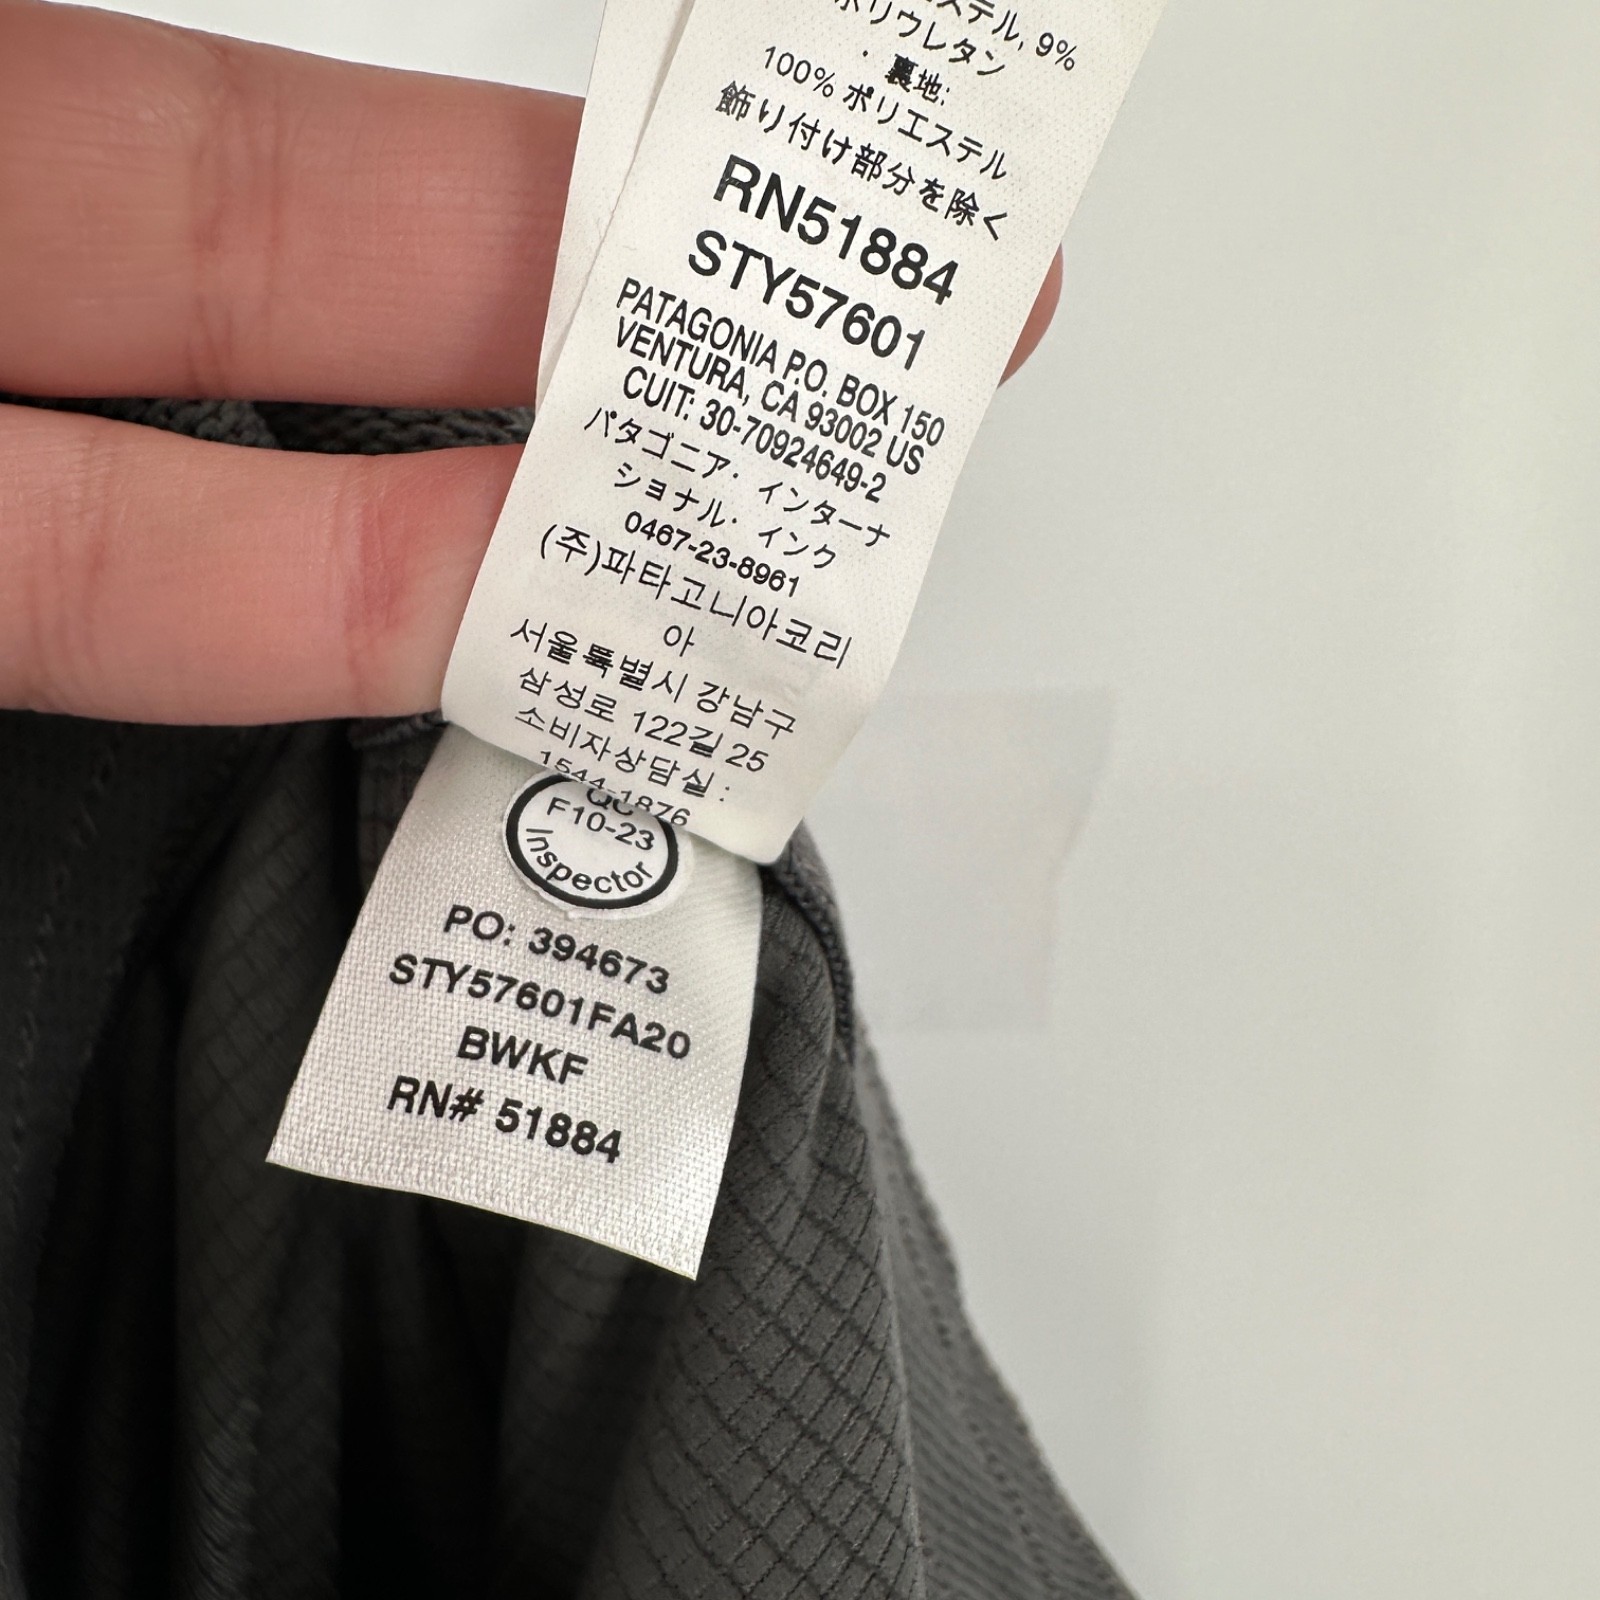 ステル, 9%
ポリウレタン
・裏地:
100% ポリエステル
飾り付け部分を除く
RN51884
STY57601
PATAGONIA P.O. BOX 150
VENTURA, CA 93002 US
CUIT: 30-70924649-2
パタゴニア・インターナ
ショナル・インク
0467-23-8961
(주)파타고니아코리
아
서울특별시 강남구
삼성로 122길 25
소비자상담실 :
1544-1876
QC
F10-23
Inspector
PO: 394673
STY57601FA20
BWKF
RN# 51884